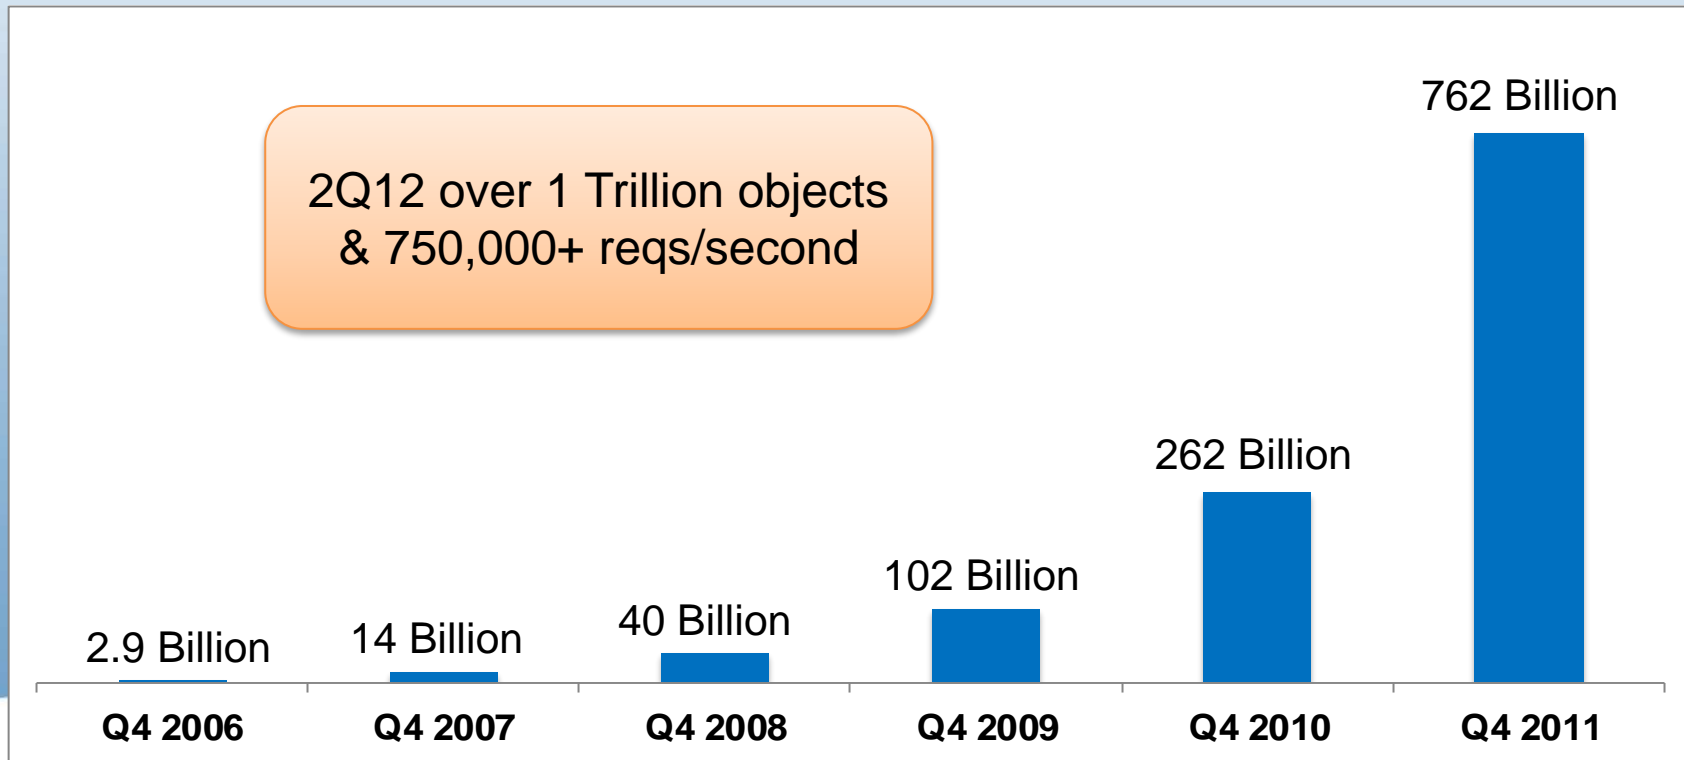 762 Billion
2Q12 over 1 Trillion objects
& 750,000+ reqs/second
262 Billion
102 Billion
40 Billion
14 Billion
2.9 Billion
Q4 2006
Q4 2007
Q4 2008
Q4 2009
Q4 2010
Q4 2011